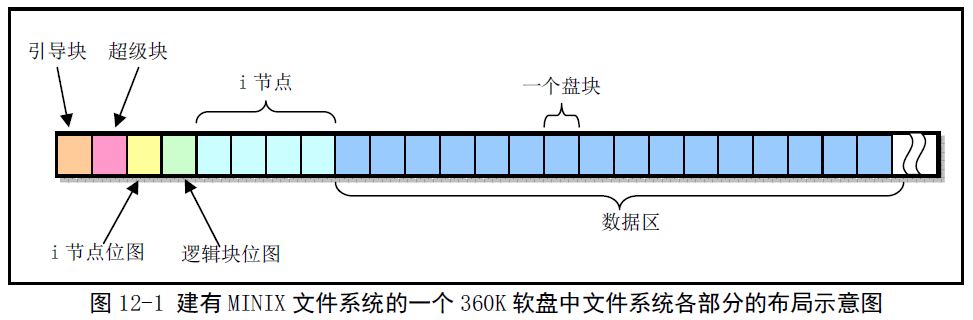 引导块 超级块
i 节点
一个盘块
数据区
i 节点位图 逻辑块位图
图 12-1 建有 MINIX 文件系统的一个 360K 软盘中文件系统各部分的布局示意图